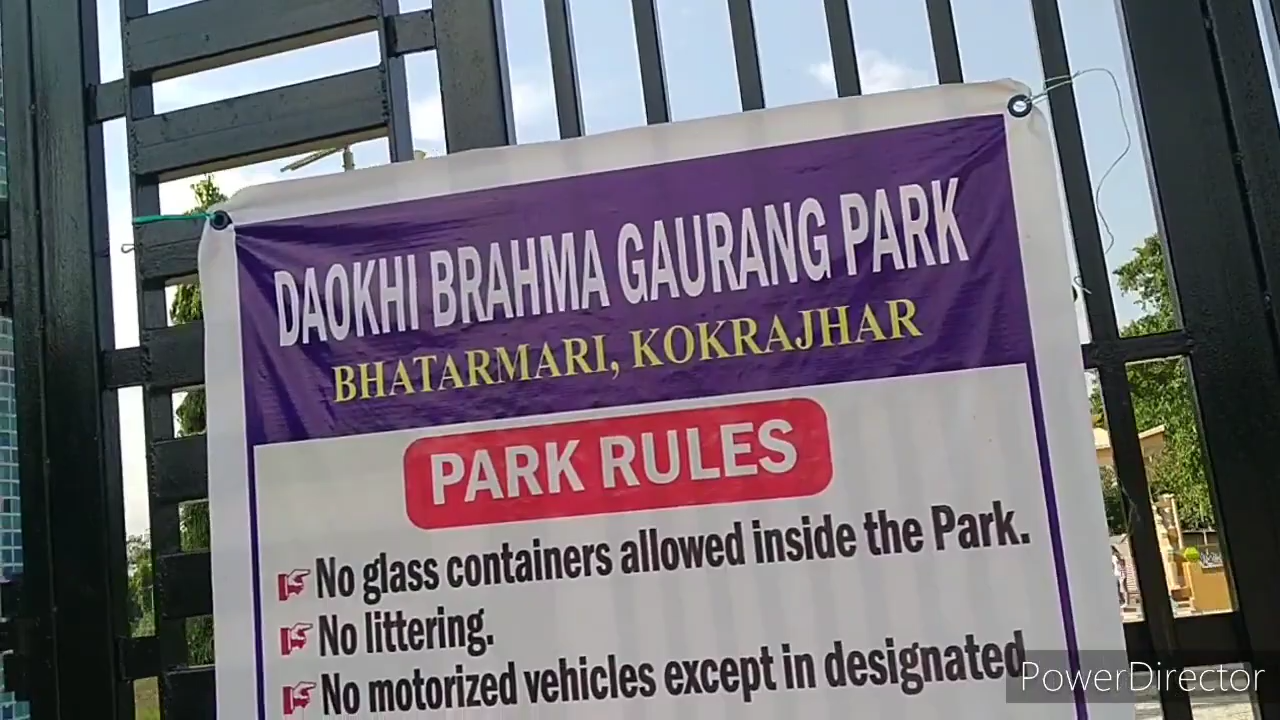 DAOKHI BRAHMA GAURANG PARK
BHATARMARI, KOKRAJHAR
PARK RULES
No glass containers allowed inside the Park.
No littering.
No motorized vehicles except in designated
PowerDirector